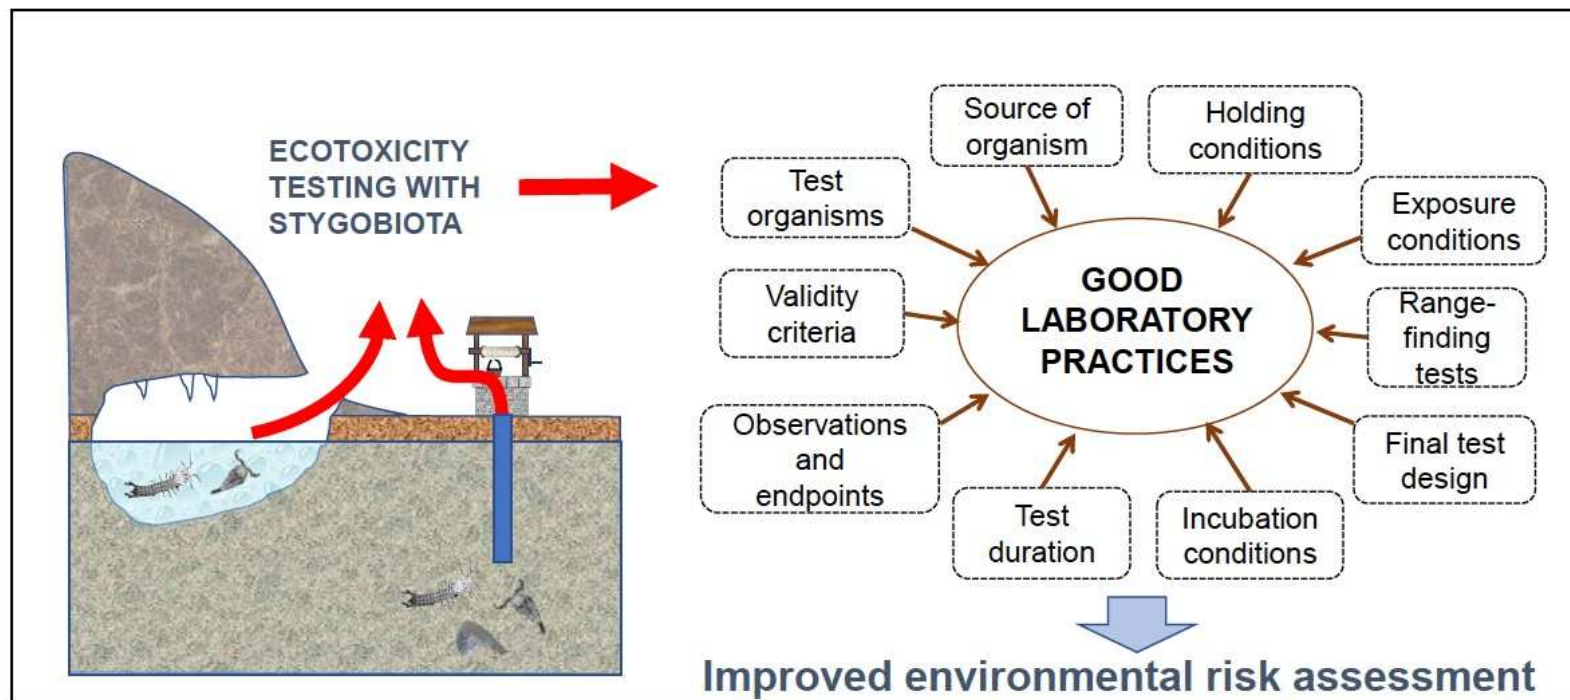 ECOTOXICITY
TESTING WITH
STYGOBIOTA
Source of
organism
Holding
conditions
Test
organisms
Exposure
conditions
Validity
criteria
GOOD
LABORATORY
PRACTICES
Range-
finding
tests
Observations
and
endpoints
Final test
design
Test
duration
Incubation
conditions
Improved environmental risk assessment